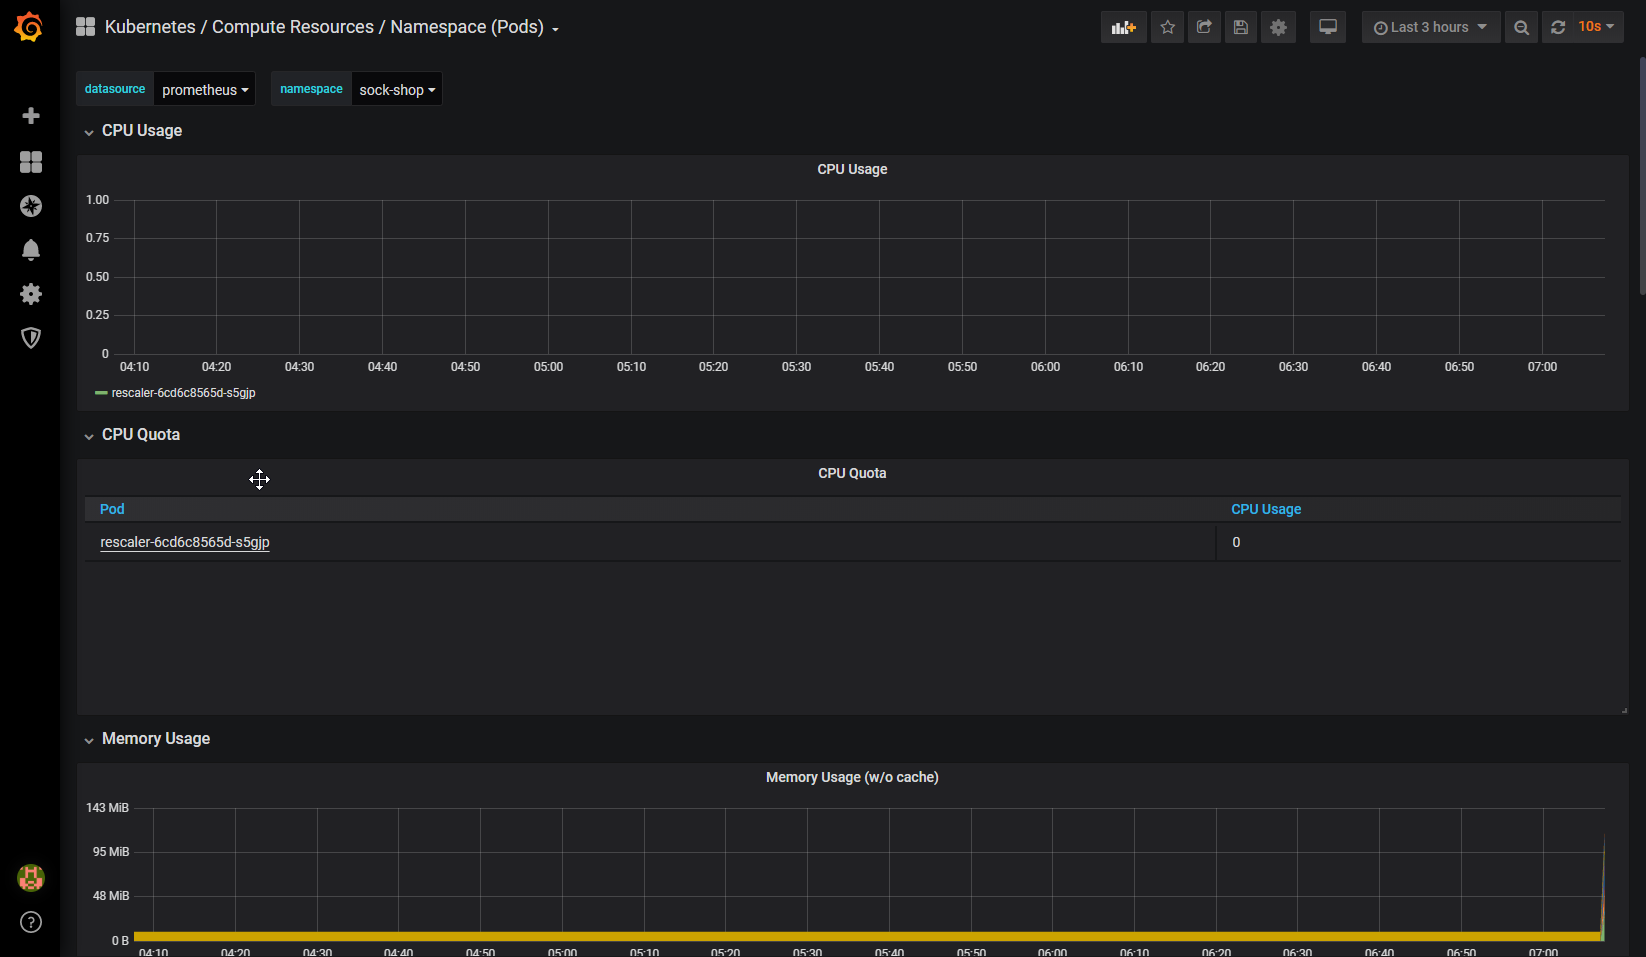 Kubernetes / Compute Resources / Namespace (Pods)
Last 3 hours
10s
datasource prometheus namespace sock-shop
CPU Usage
CPU Usage
1.00
0.75
0.50
0.25
0
04:10 04:20 04:30 04:40 04:50 05:00 05:10 05:20 05:30 05:40 05:50 06:00 06:10 06:20 06:30 06:40 06:50 07:00
rescaler-6cd6c8565d-s5gjp
CPU Quota
CPU Quota
Pod CPU Usage
rescaler-6cd6c8565d-s5gjp 0
Memory Usage
Memory Usage (w/o cache)
143 MiB
95 MiB
48 MiB
0 B
04:10 04:20 04:30 04:40 04:50 05:00 05:10 05:20 05:30 05:40 05:50 06:00 06:10 06:20 06:30 06:40 06:50 07:00